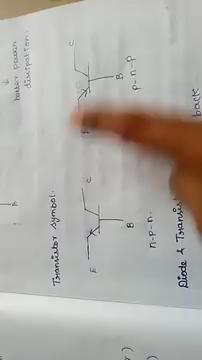 better power
dissipation.
Transistor symbol.
C
B
p-n-p
E
C
B
n-p-n.
Diode & Transis
back